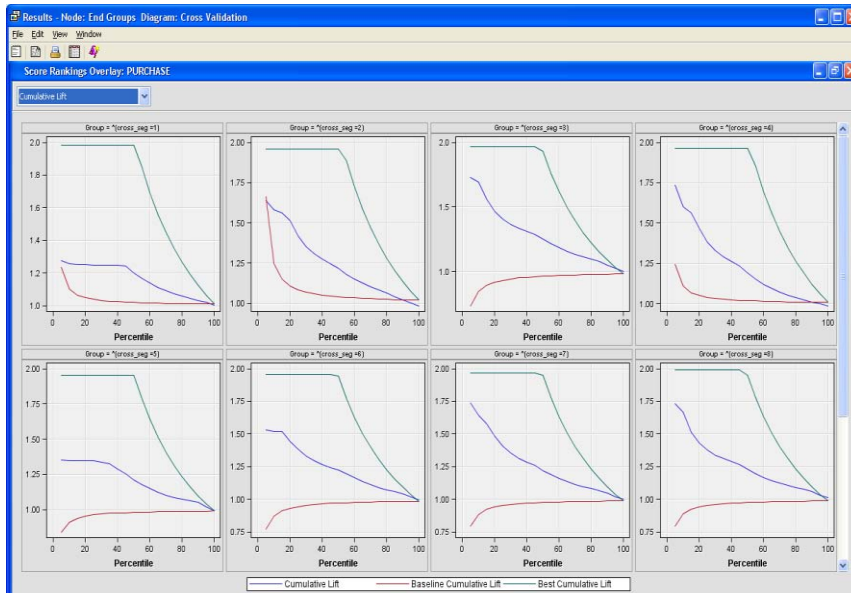 Results - Node: End Groups Diagram: Cross Validation
File Edit View Window
Score Rankings Overlay: PURCHASE
Cumulative Lift
Group = ^(cross_seg =1) Group = ^(cross_seg =2) Group = ^(cross_seg =3) Group = ^(cross_seg =4)
2.0 2.00 2.0 2.00
1.8 1.75 1.75
1.6 1.5 1.50
1.4 1.50 1.25
1.2 1.25 1.0
1.0 1.00 1.00
0 20 40 60 80 100 0 20 40 60 80 100 0 20 40 60 80 100 0 20 40 60 80 100
Percentile Percentile Percentile Percentile
Group = ^(cross_seg =5) Group = ^(cross_seg =6) Group = ^(cross_seg =7) Group = ^(cross_seg =8)
2.00 2.00 2.00 2.00
1.75 1.75 1.75 1.75
1.50 1.50 1.50 1.50
1.25 1.25 1.25 1.25
1.00 1.00 1.00 1.00
0.75 0.75 0.75
0 20 40 60 80 100 0 20 40 60 80 100 0 20 40 60 80 100 0 20 40 60 80 100
Percentile Percentile Percentile Percentile
Cumulative Lift Baseline Cumulative Lift Best Cumulative Lift